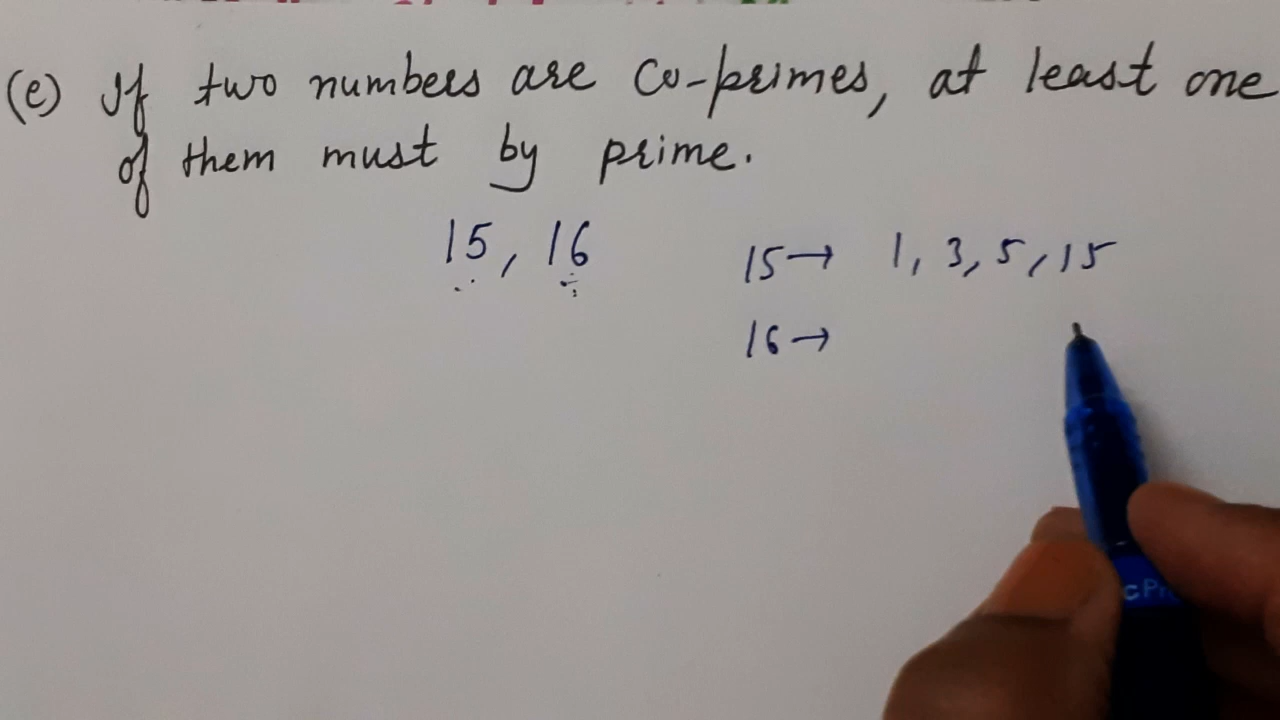 (e) If two numbers are Co-primes, at least one
of them must by prime.
15, 16
15→ 1, 3, 5, 15
16→